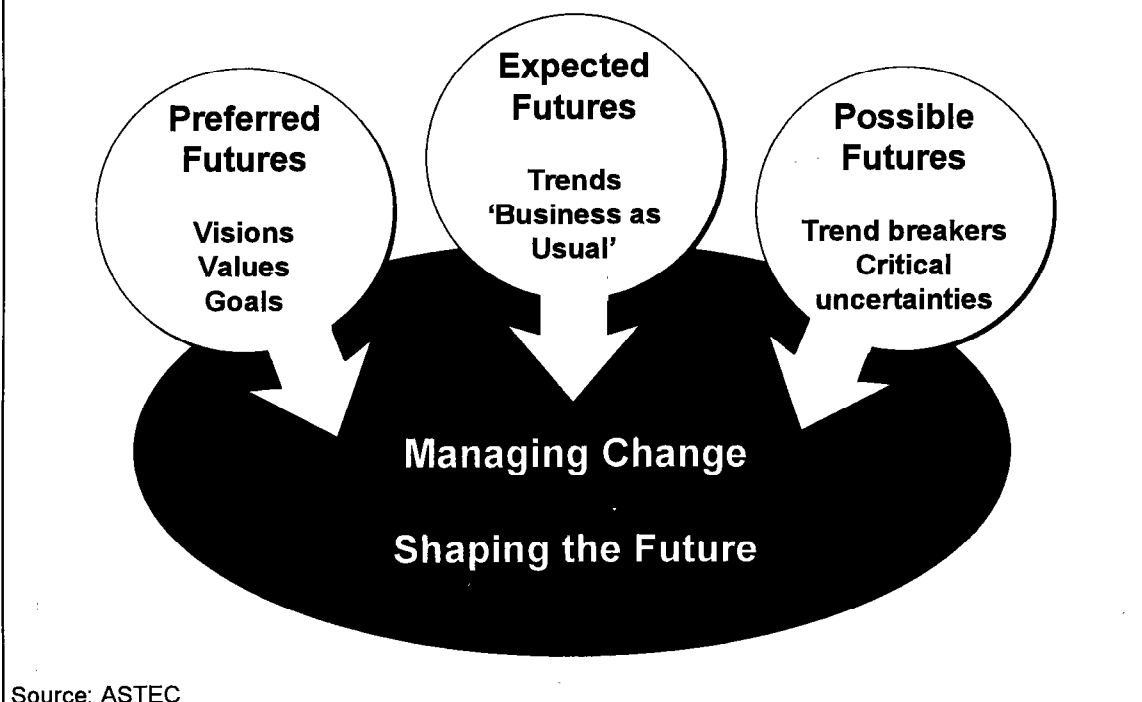 Preferred
Futures
Visions
Values
Goals
Expected
Futures
Trends
‘Business as
Usual’
Possible
Futures
Trend breakers
Critical
uncertainties
Managing Change
Shaping the Future
Source: ASTEC